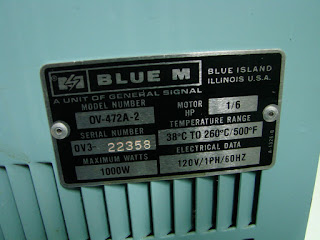 BLUE M
BLUE ISLAND
ILLINOIS U.S.A.
A UNIT OF GENERAL SIGNAL
MODEL NUMBER
OV-472A-2
MOTOR HP 1/6
TEMPERATURE RANGE
38°C TO 260°C/500°F
SERIAL NUMBER
OV3- 22358
ELECTRICAL DATA
120V/1PH/60HZ
MAXIMUM WATTS
1000W